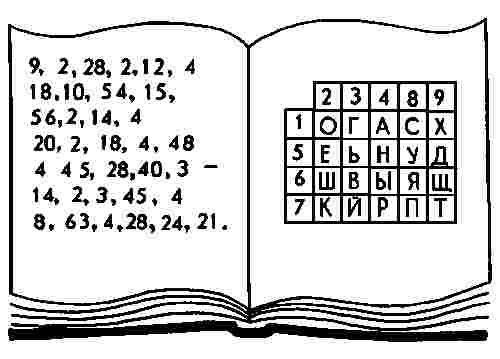 9, 2, 28, 2, 12, 4
18, 10, 54, 15,
56, 2, 14, 4
20, 2, 18, 4, 48
4 45, 28, 40, 3 –
14, 2, 3, 45, 4
8, 63, 4, 28, 24, 21.
2 3 4 8 9
1 О Г А С Х
5 Е Ь Н У Д
6 Ш В Ы Я Щ
7 К Й Р П Т